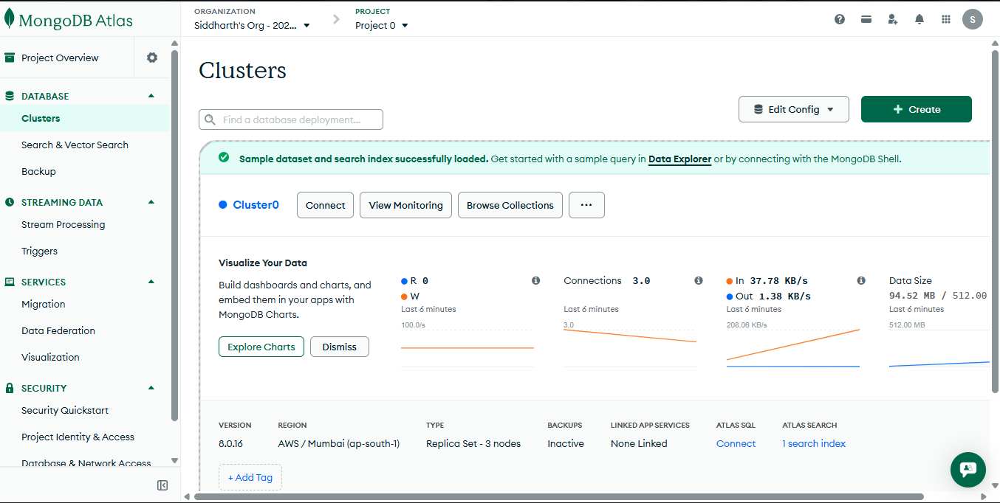 MongoDB Atlas
ORGANIZATION
Siddharth's Org - 202...
PROJECT
Project 0
S
Project Overview
DATABASE
Clusters
Search & Vector Search
Backup
STREAMING DATA
Stream Processing
Triggers
SERVICES
Migration
Data Federation
Visualization
SECURITY
Security Quickstart
Project Identity & Access
Database & Network Access
Clusters
Find a database deployment...
Edit Config
+ Create
Sample dataset and search index successfully loaded. Get started with a sample query in Data Explorer or by connecting with the MongoDB Shell.
Cluster0
Connect
View Monitoring
Browse Collections
...
Visualize Your Data
Build dashboards and charts, and
embed them in your apps with
MongoDB Charts.
Explore Charts
Dismiss
R 0
W
Last 6 minutes
100.0/s
Connections 3.0
Last 6 minutes
3.0
In 37.78 KB/s
Out 1.38 KB/s
Last 6 minutes
208.06 KB/s
Data Size
94.52 MB / 512.00
Last 6 minutes
512.00 MB
VERSION
8.0.16
REGION
AWS / Mumbai (ap-south-1)
TYPE
Replica Set - 3 nodes
BACKUPS
Inactive
LINKED APP SERVICES
None Linked
ATLAS SQL
Connect
ATLAS SEARCH
1 search index
+ Add Tag